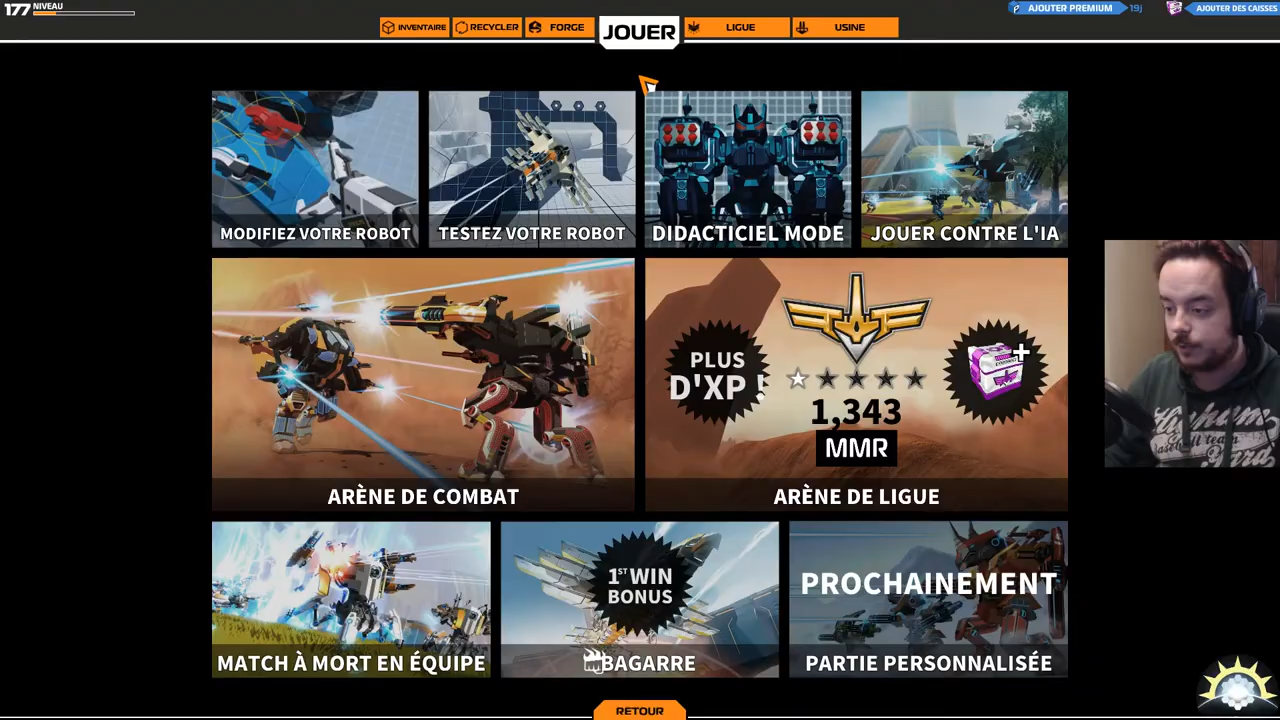 177 NIVEAU
INVENTAIRE
RECYCLER
FORGE
JOUER
LIGUE
USINE
AJOUTER PREMIUM
19j
AJOUTER DES CAISSES
MODIFIEZ VOTRE ROBOT
TESTEZ VOTRE ROBOT
DIDACTICIEL MODE
JOUER CONTRE L'IA
ARÈNE DE COMBAT
PLUS
D'XP !
1,343
MMR
ARÈNE DE LIGUE
MATCH À MORT EN ÉQUIPE
1ST WIN
BONUS
BAGARRE
PROCHAINEMENT
PARTIE PERSONNALISÉE
RETOUR